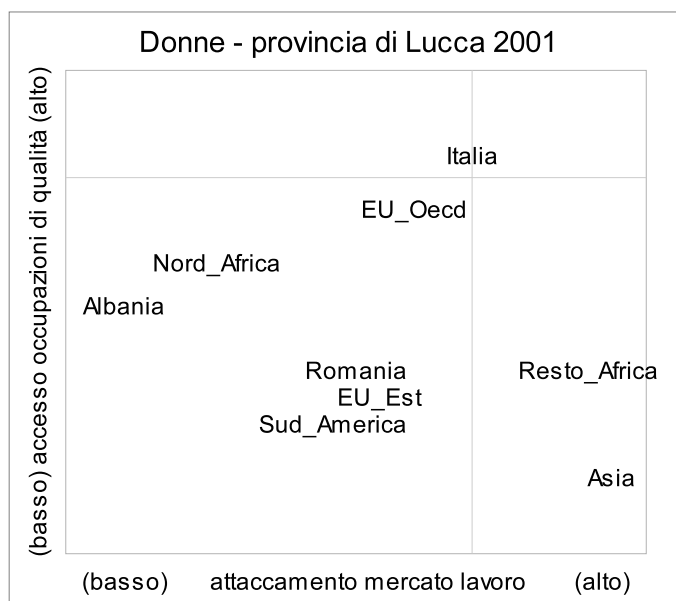 Donne - provincia di Lucca 2001
(basso) accesso occupazioni di qualità (alto)
Italia
EU_Oecd
Nord_Africa
Albania
Romania
Resto_Africa
EU_Est
Sud_America
Asia
(basso) attaccamento mercato lavoro (alto)